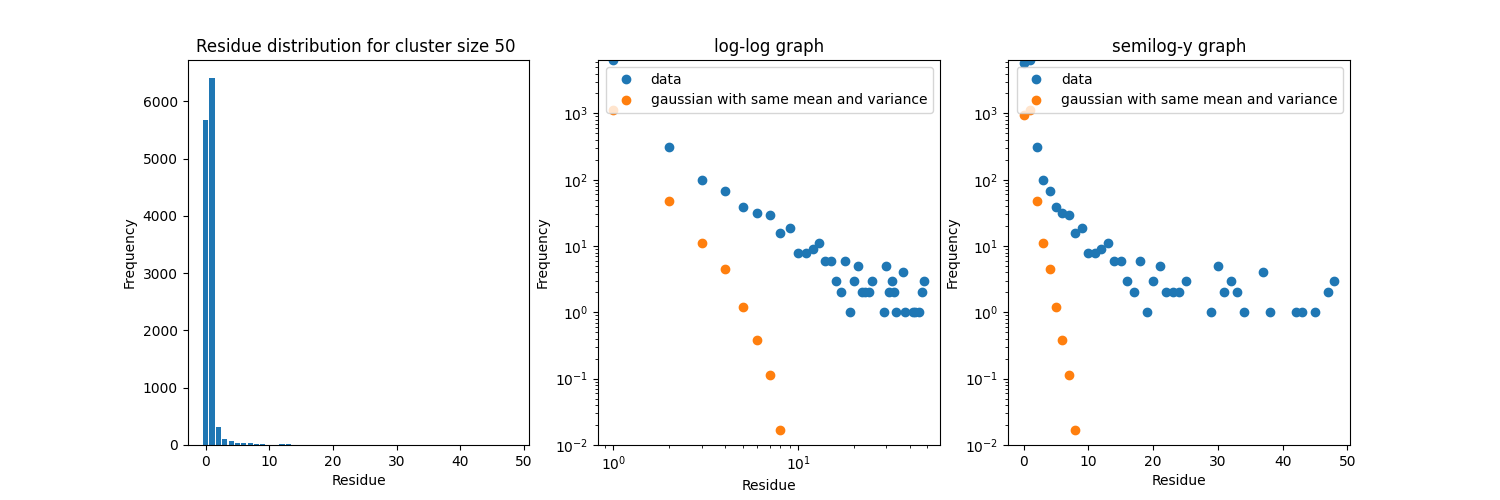 Residue distribution for cluster size 50
Frequency
6000
5000
4000
3000
2000
1000
0
0 10 20 30 40 50
Residue
log-log graph
data
gaussian with same mean and variance
Frequency
10³
10²
10¹
10⁰
10⁻¹
10⁻²
10⁰ 10¹
Residue
semilog-y graph
data
gaussian with same mean and variance
Frequency
10³
10²
10¹
10⁰
10⁻¹
10⁻²
0 10 20 30 40 50
Residue